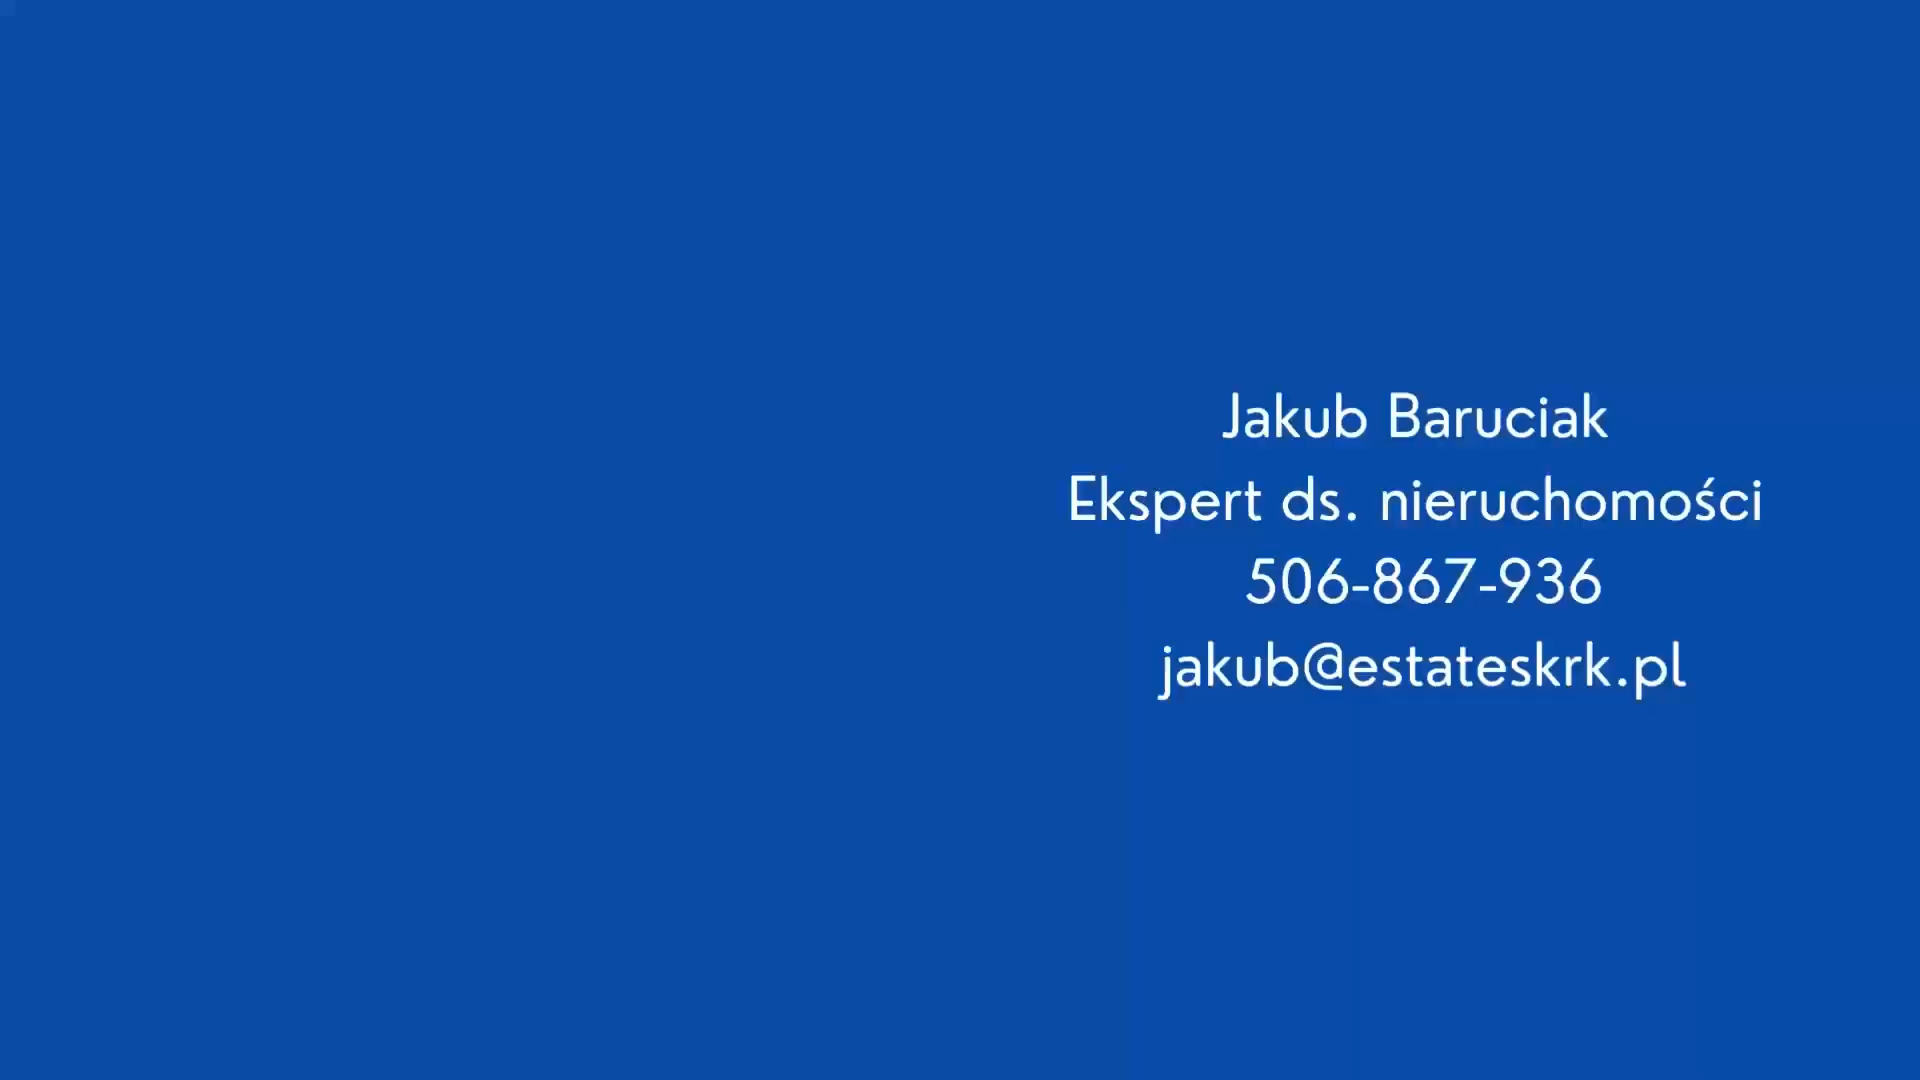 Jakub Baruciak
Ekspert ds. nieruchomości
506-867-936
jakub@estateskrk.pl